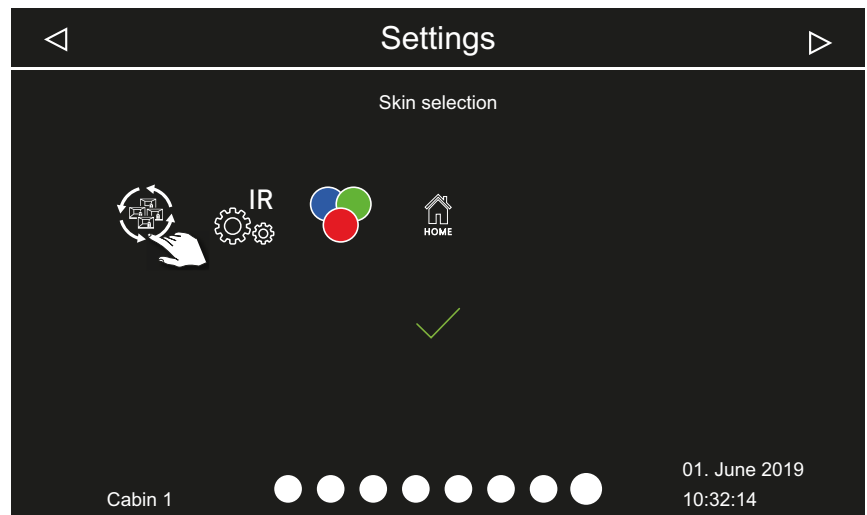 Settings
Skin selection
IR
HOME
Cabin 1
01. June 2019
10:32:14